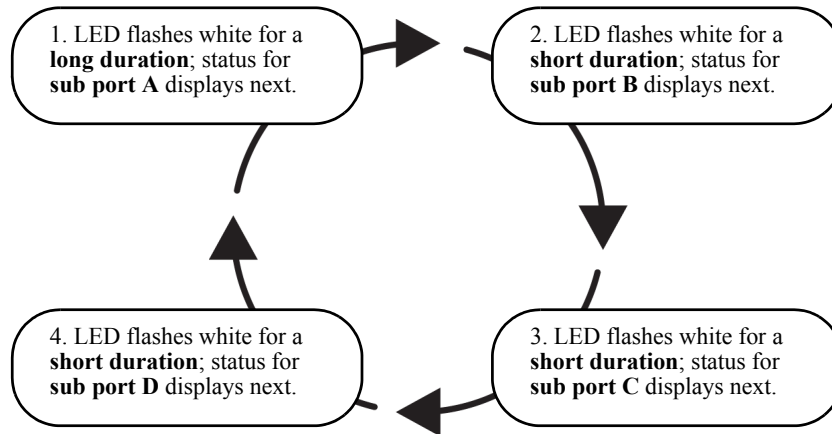 1. LED flashes white for a
long duration; status for
sub port A displays next.
2. LED flashes white for a
short duration; status for
sub port B displays next.
3. LED flashes white for a
short duration; status for
sub port C displays next.
4. LED flashes white for a
short duration; status for
sub port D displays next.